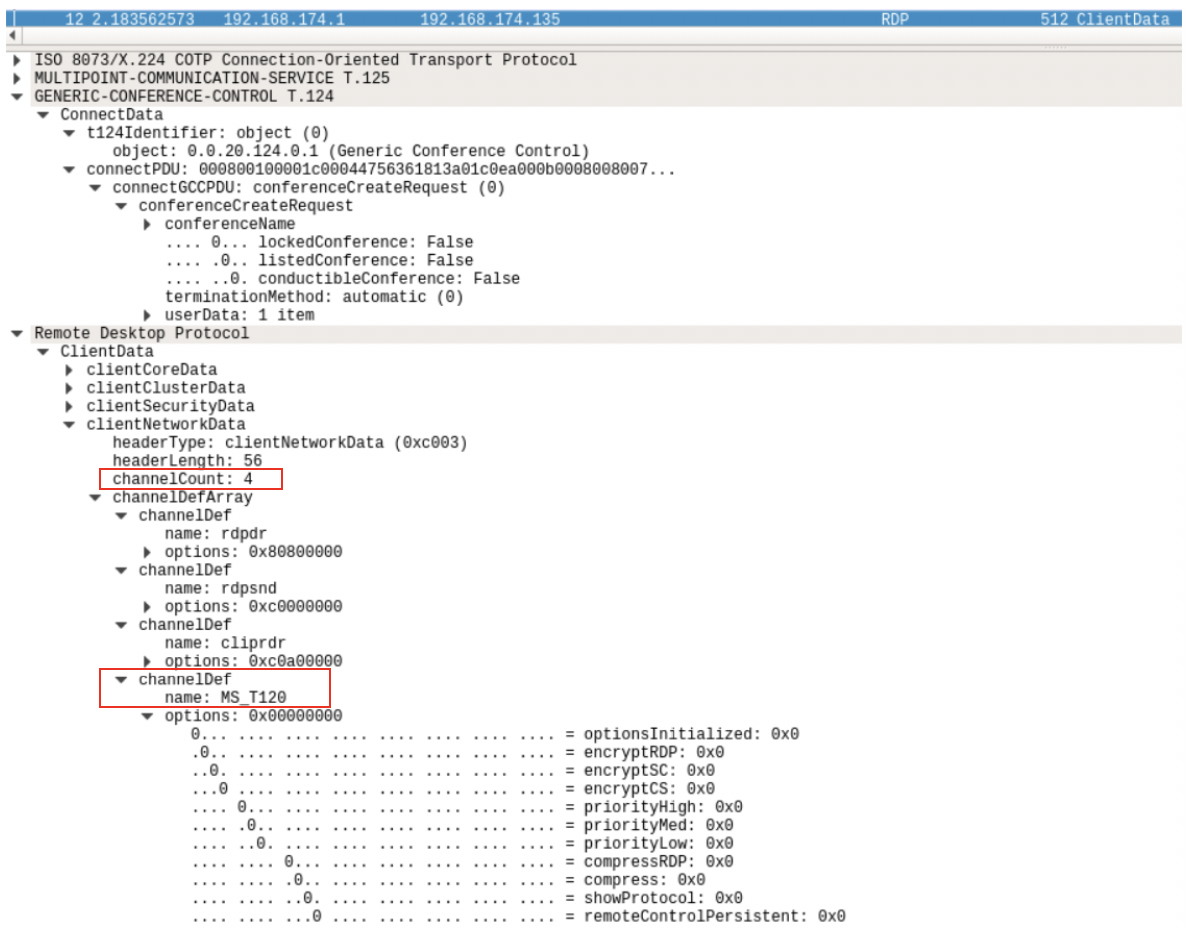 12 2.183562573 192.168.174.1 192.168.174.135 RDP 512 ClientData
ISO 8073/X.224 COTP Connection-Oriented Transport Protocol
MULTIPOINT-COMMUNICATION-SERVICE T.125
GENERIC-CONFERENCE-CONTROL T.124
ConnectData
t124Identifier: object (0)
object: 0.0.20.124.0.1 (Generic Conference Control)
connectPDU: 000800100001c00044756361813a01c0ea000b0008008007...
connectGCCPDU: conferenceCreateRequest (0)
conferenceCreateRequest
conferenceName
.... 0... lockedConference: False
.... .0.. listedConference: False
.... ..0. conductibleConference: False
terminationMethod: automatic (0)
userData: 1 item
Remote Desktop Protocol
ClientData
clientCoreData
clientClusterData
clientSecurityData
clientNetworkData
headerType: clientNetworkData (0xc003)
headerLength: 56
channelCount: 4
channelDefArray
channelDef
name: rdpdr
options: 0x80800000
channelDef
name: rdpsnd
options: 0xc0000000
channelDef
name: cliprdr
options: 0xc0a00000
channelDef
name: MS_T120
options: 0x00000000
0... .... .... .... .... .... .... .... = optionsInitialized: 0x0
.0.. .... .... .... .... .... .... .... = encryptRDP: 0x0
..0. .... .... .... .... .... .... .... = encryptSC: 0x0
...0 .... .... .... .... .... .... .... = encryptCS: 0x0
.... 0... .... .... .... .... .... .... = priorityHigh: 0x0
.... .0.. .... .... .... .... .... .... = priorityMed: 0x0
.... ..0. .... .... .... .... .... .... = priorityLow: 0x0
.... .... 0... .... .... .... .... .... = compressRDP: 0x0
.... .... .0.. .... .... .... .... .... = compress: 0x0
.... .... ..0. .... .... .... .... .... = showProtocol: 0x0
.... .... ...0 .... .... .... .... .... = remoteControlPersistent: 0x0